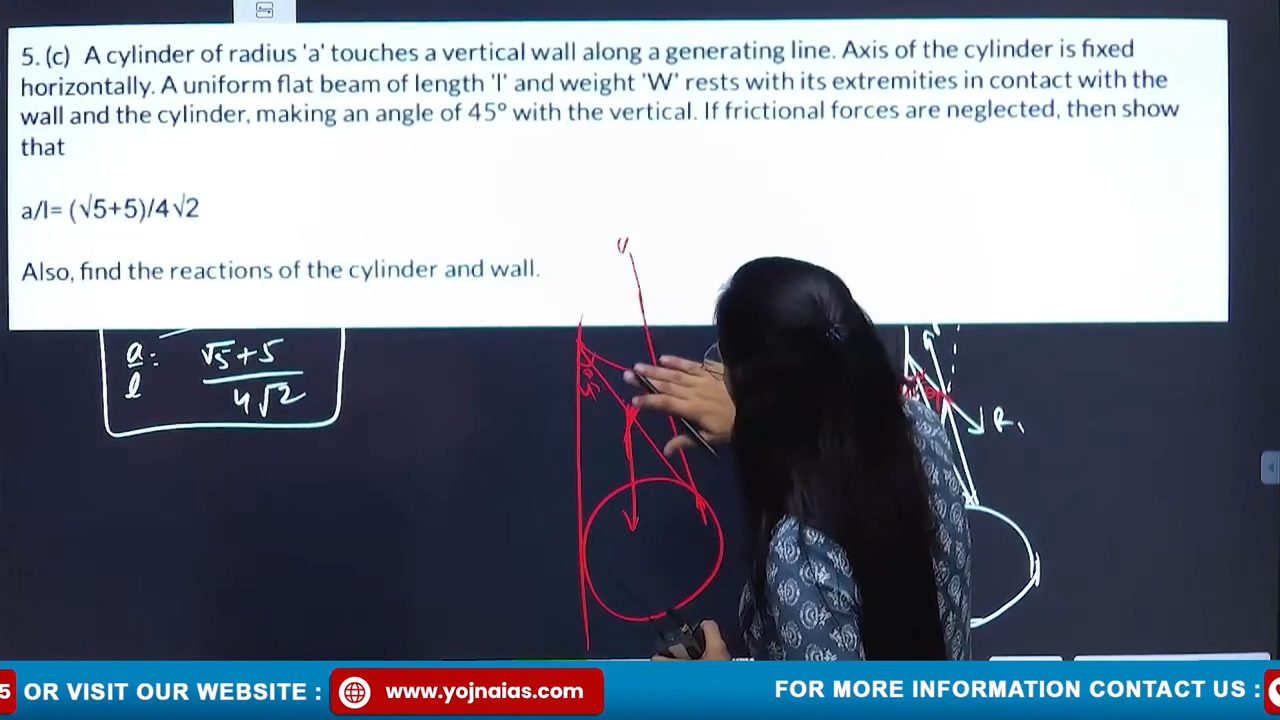 5. (c) A cylinder of radius 'a' touches a vertical wall along a generating line. Axis of the cylinder is fixed
horizontally. A uniform flat beam of length 'l' and weight 'W' rests with its extremities in contact with the
wall and the cylinder, making an angle of 45° with the vertical. If frictional forces are neglected, then show
that
a/l= (√5+5)/4√2
Also, find the reactions of the cylinder and wall.
a/l = (√5+5)/4√2
45°
R₁
5 OR VISIT OUR WEBSITE : www.yojnaias.com FOR MORE INFORMATION CONTACT US :